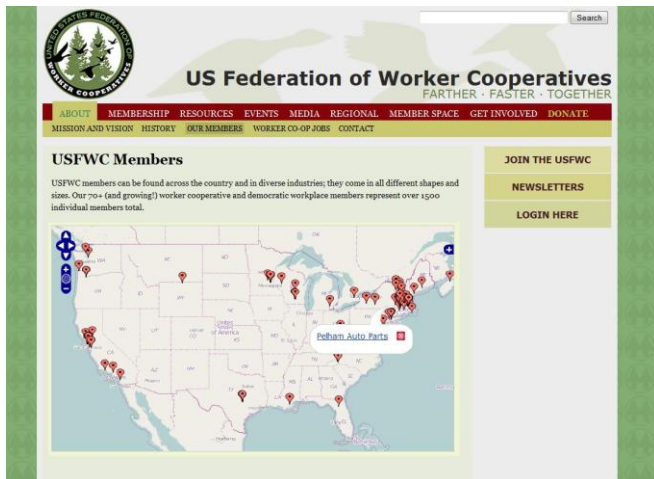 UNITED STATES FEDERATION OF
WORKER COOPERATIVES
Search
US Federation of Worker Cooperatives
FARTHER · FASTER · TOGETHER
ABOUT MEMBERSHIP RESOURCES EVENTS MEDIA REGIONAL MEMBER SPACE GET INVOLVED DONATE
MISSION AND VISION HISTORY OUR MEMBERS WORKER CO-OP JOBS CONTACT
USFWC Members
USFWC members can be found across the country and in diverse industries; they come in all different shapes and
sizes. Our 70+ (and growing!) worker cooperative and democratic workplace members represent over 1500
individual members total.
JOIN THE USFWC
NEWSLETTERS
LOGIN HERE
United
States
of America
Pelham Auto Parts